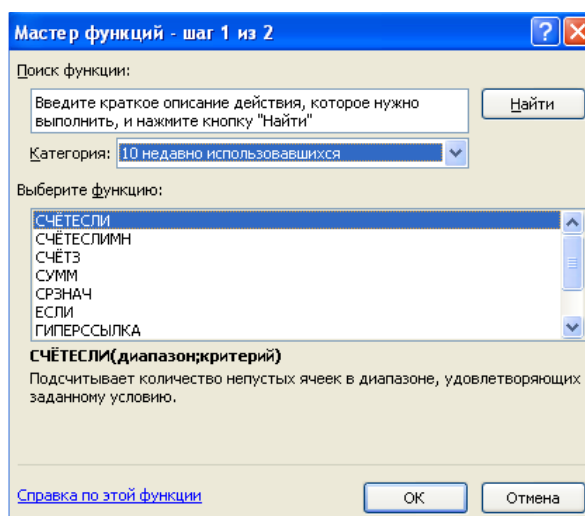 Мастер функций - шаг 1 из 2
Поиск функции:
Введите краткое описание действия, которое нужно
выполнить, и нажмите кнопку "Найти"
Найти
Категория: 10 недавно использовавшихся
Выберите функцию:
СЧЁТЕСЛИ
СЧЁТЕСЛИМН
СЧЁТЗ
СУММ
СРЗНАЧ
ЕСЛИ
ГИПЕРССЫЛКА
СЧЁТЕСЛИ(диапазон;критерий)
Подсчитывает количество непустых ячеек в диапазоне, удовлетворяющих
заданному условию.
Справка по этой функции
ОК
Отмена